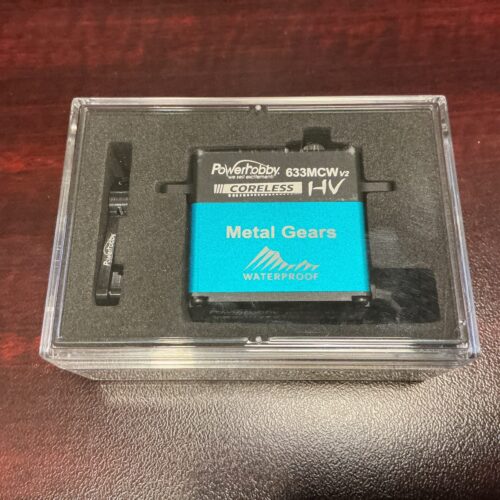 Powerhobby
Powerhobby 633MCW V2
we sell excitement!
CORELESS HV
Metal Gears
WATERPROOF